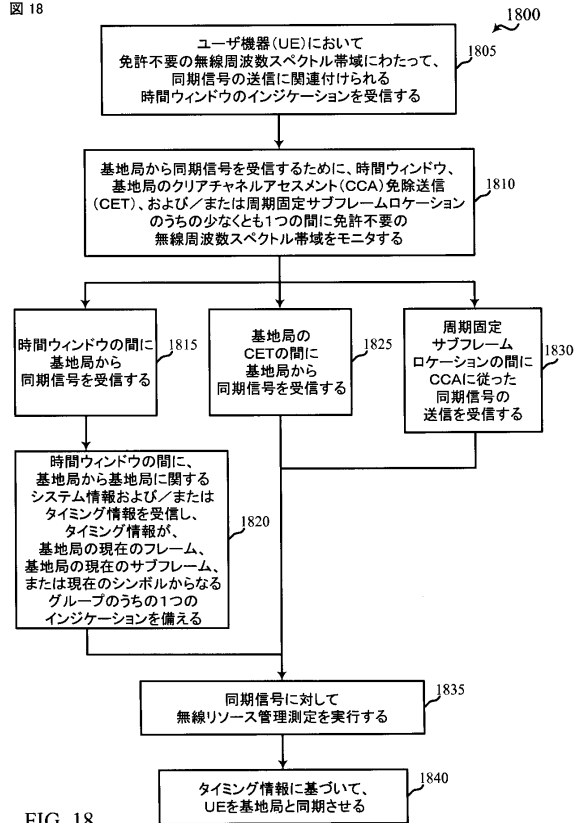 図 18
1800
ユーザ機器(UE)において
免許不要の無線周波数スペクトル帯域にわたって、
同期信号の送信に関連付けられる
時間ウィンドウのインジケーションを受信する
1805
基地局から同期信号を受信するために、時間ウィンドウ、
基地局のクリアチャネルアセスメント(CCA)免除送信
(CET)、および/または周期固定サブフレームロケーション
のうちの少なくとも1つの間に免許不要の
無線周波数スペクトル帯域をモニタする
1810
時間ウィンドウの間に
基地局から
同期信号を受信する
1815
基地局の
CETの間に
基地局から
同期信号を受信する
1825
周期固定
サブフレーム
ロケーションの間に
CCAに従った
同期信号の
送信を受信する
1830
時間ウィンドウの間に、
基地局から基地局に関する
システム情報および/または
タイミング情報を受信し、
タイミング情報が、
基地局の現在のフレーム、
基地局の現在のサブフレーム、
または現在のシンボルからなる
グループのうちの1つの
インジケーションを備える
1820
同期信号に対して
無線リソース管理測定を実行する
1835
タイミング情報に基づいて、
UEを基地局と同期させる
1840
FIG. 18